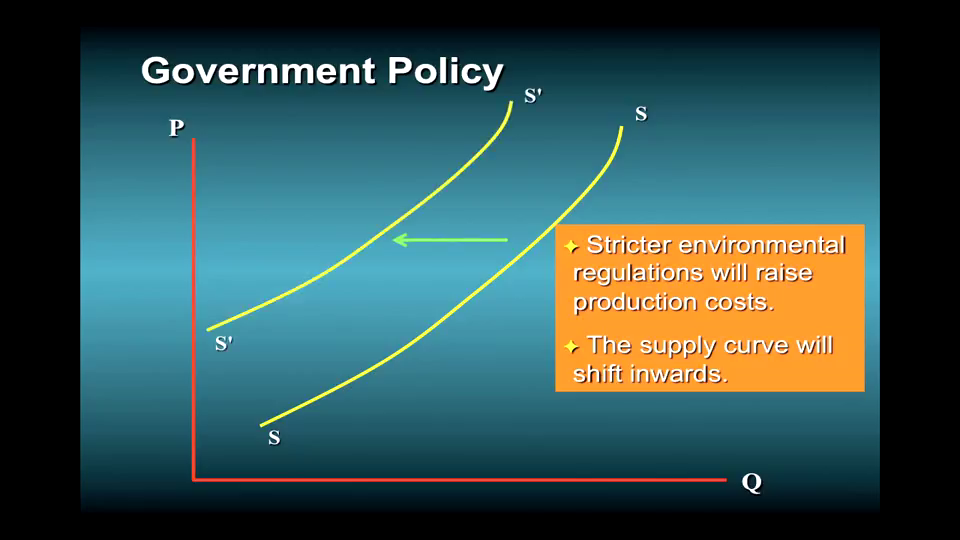 Government Policy
S'
S
P
✦ Stricter environmental
regulations will raise
production costs.
✦ The supply curve will
shift inwards.
S'
S
Q